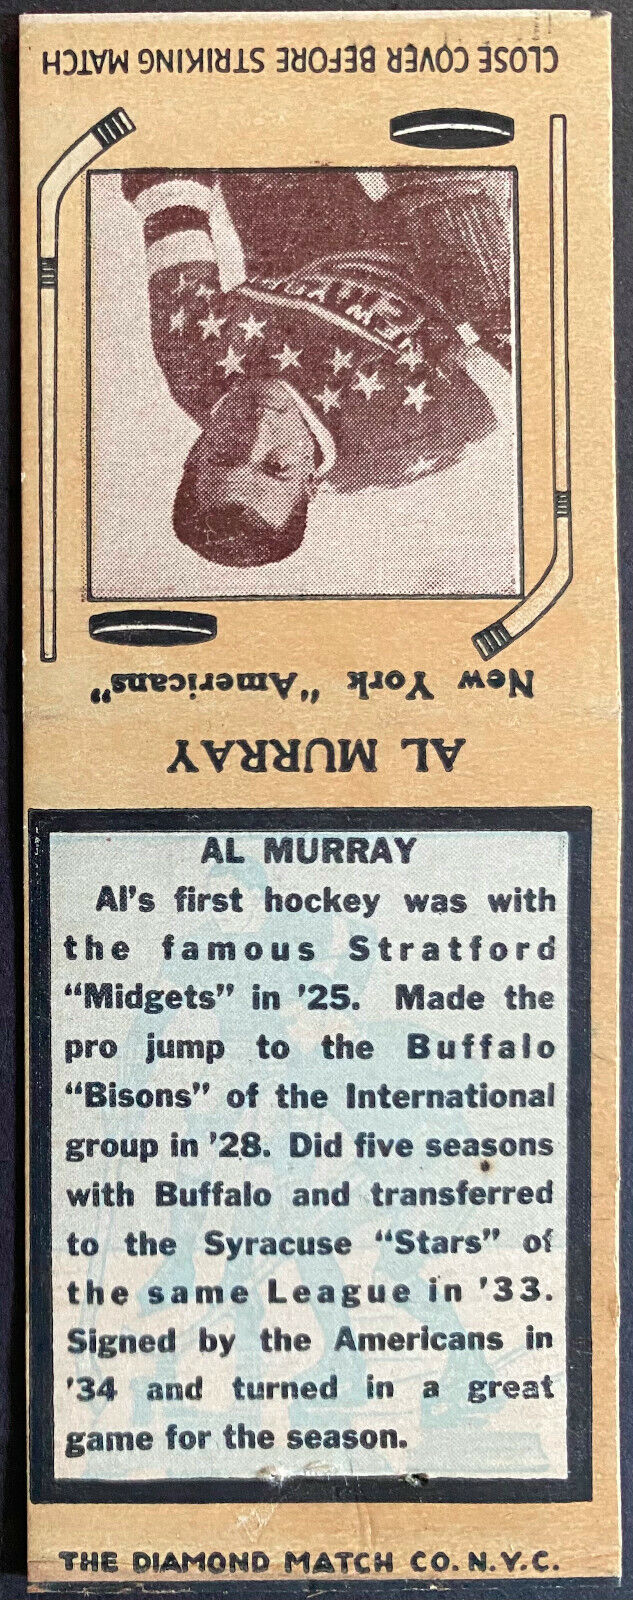 CLOSE COVER BEFORE STRIKING MATCH
NEW YORK
New York "Americans"
AL MURRAY
AL MURRAY
Al's first hockey was with
the famous Stratford
"Midgets" in '25. Made the
pro jump to the Buffalo
"Bisons" of the International
group in '28. Did five seasons
with Buffalo and transferred
to the Syracuse "Stars" of
the same League in '33.
Signed by the Americans in
'34 and turned in a great
game for the season.
THE DIAMOND MATCH CO. N.Y.C.